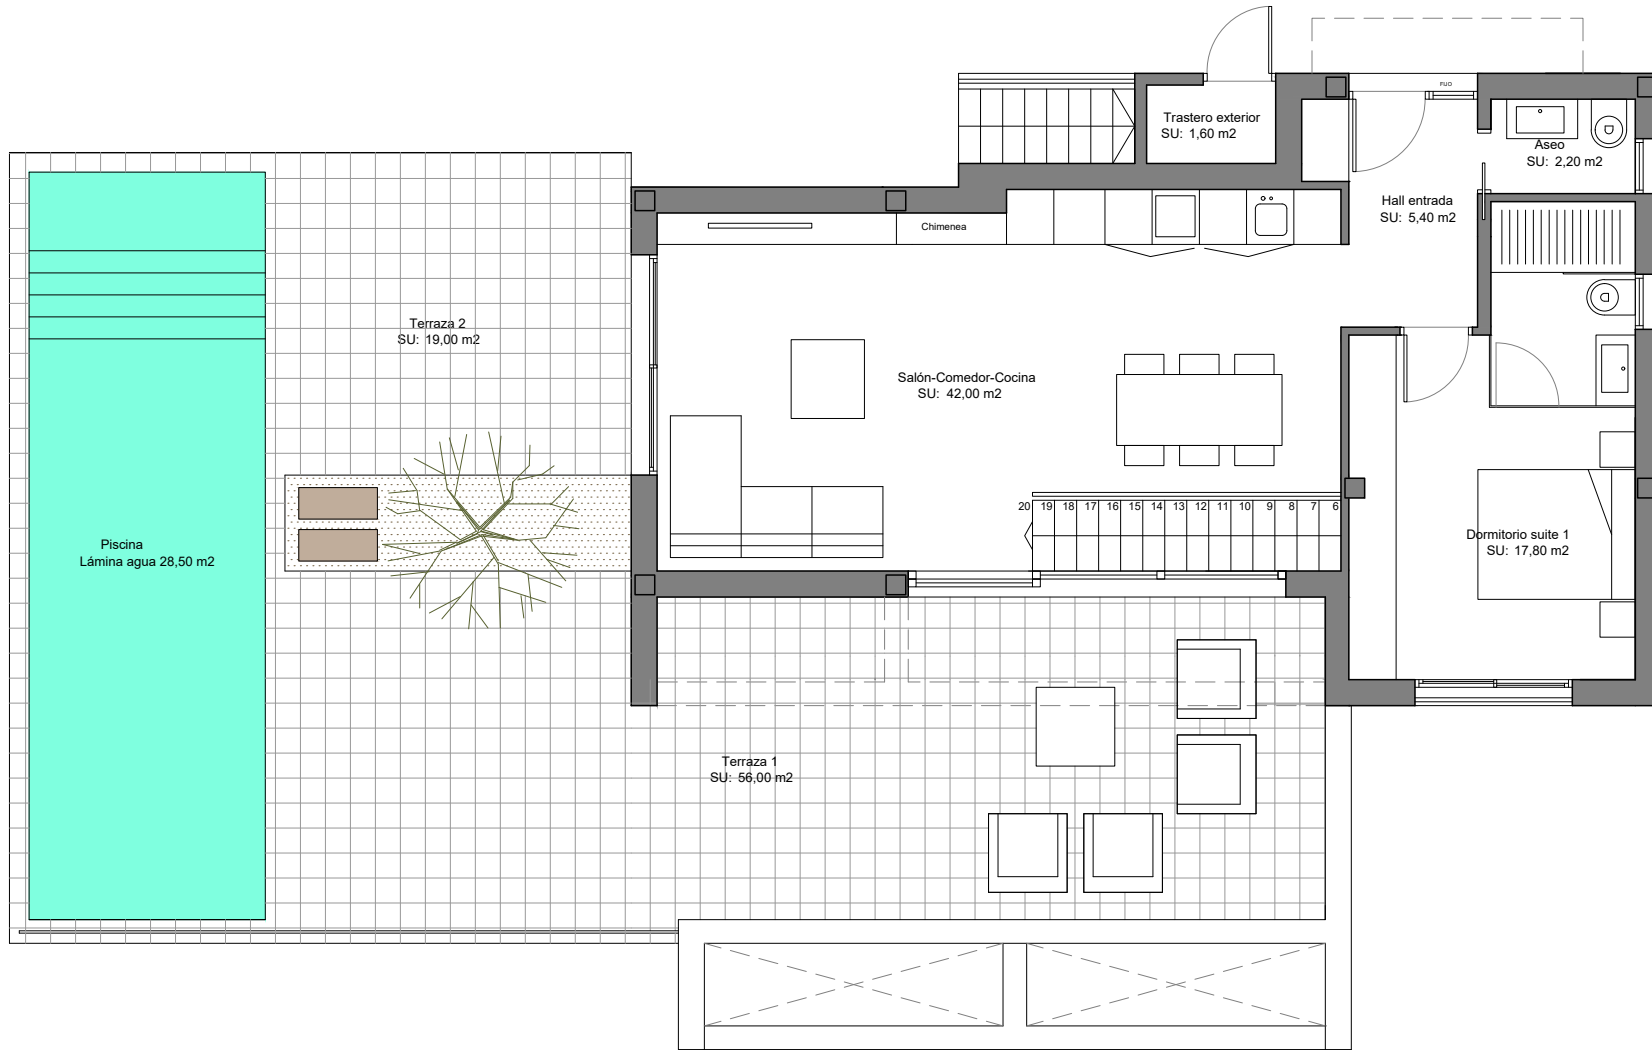 FIJO
Trastero exterior
SU: 1,60 m2
Aseo
SU: 2,20 m2
Hall entrada
SU: 5,40 m2
Chimenea
Terraza 2
SU: 19,00 m2
Salón-Comedor-Cocina
SU: 42,00 m2
20 19 18 17 16 15 14 13 12 11 10 9 8 7 6
Dormitorio suite 1
SU: 17,80 m2
Piscina
Lámina agua 28,50 m2
Terraza 1
SU: 56,00 m2